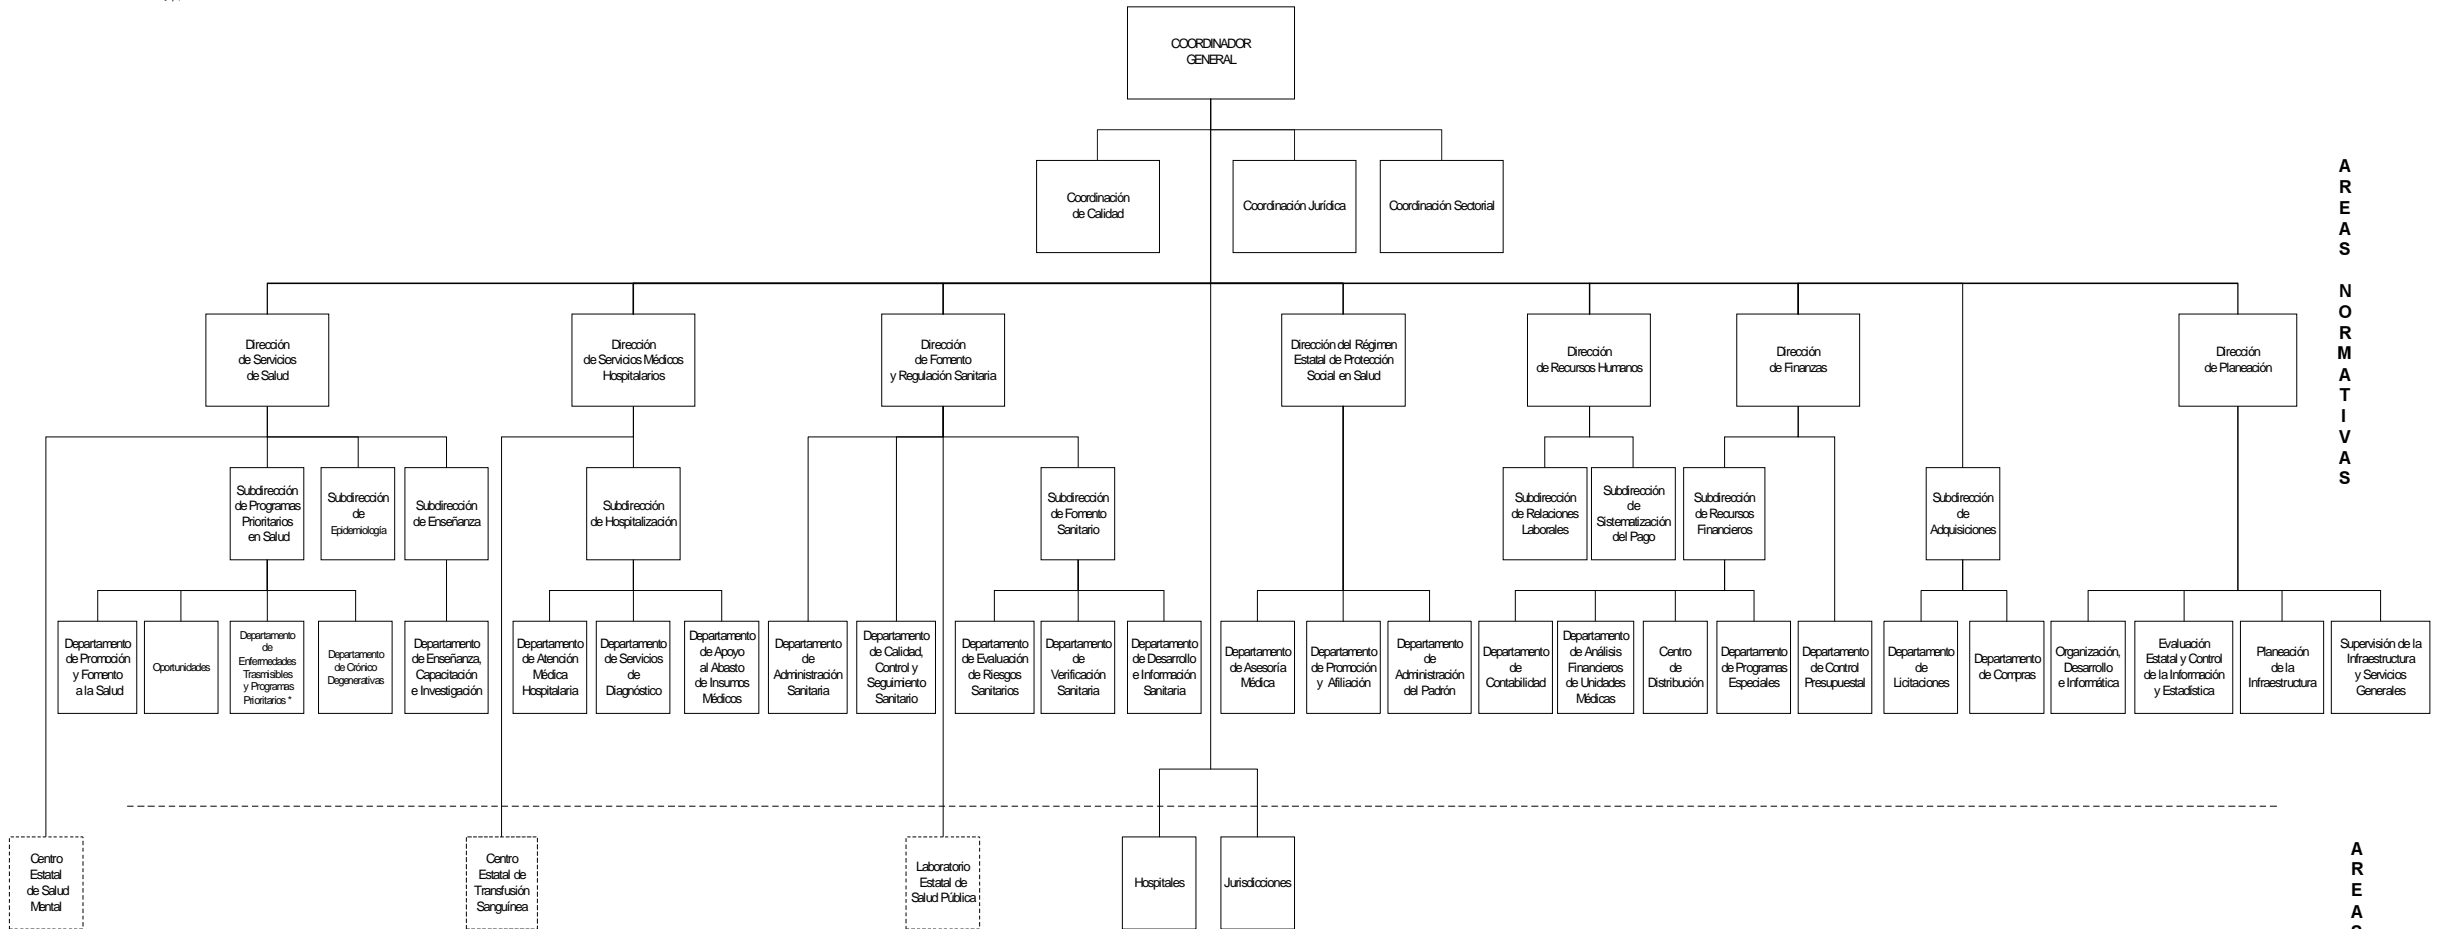 COORDINADOR
GENERAL
Coordinación
de Calidad
Coordinación Jurídica
Coordinación Sectorial
A
R
E
A
S
N
O
R
M
A
T
I
V
A
S
Dirección
de Servicios
de Salud
Dirección
de Servicios Médicos
Hospitalarios
Dirección
de Fomento
y Regulación Sanitaria
Dirección del Régimen
Estatal de Protección
Social en Salud
Dirección
de Recursos Humanos
Dirección
de Finanzas
Dirección
de Planeación
Subdirección
de Programas
Prioritarios
en Salud
Subdirección
de
Epidemiología
Subdirección
de Enseñanza
Subdirección
de Hospitalización
Subdirección
de Fomento
Sanitario
Subdirección
de Relaciones
Laborales
Subdirección
de
Sistematización
del Pago
Subdirección
de Recursos
Financieros
Subdirección
de
Adquisiciones
Departamento
de Promoción
y Fomento
a la Salud
Oportunidades
Departamento
de
Enfermedades
Trasmisibles
y Programas
Prioritarios *
Departamento
de Crónico
Degenerativas
Departamento
de Enseñanza,
Capacitación
e Investigación
Departamento
de Atención
Médica
Hospitalaria
Departamento
de Servicios
de
Diagnóstico
Departamento
de Apoyo
al Abasto
de Insumos
Médicos
Departamento
de
Administración
Sanitaria
Departamento
de Calidad,
Control y
Seguimiento
Sanitario
Departamento
de Evaluación
de Riesgos
Sanitarios
Departamento
de
Verificación
Sanitaria
Departamento
de Desarrollo
e Información
Sanitaria
Departamento
de Asesoría
Médica
Departamento
de Promoción
y Afiliación
Departamento
de
Administración
del Padrón
Departamento
de
Contabilidad
Departamento
de Análisis
Financieros
de Unidades
Médicas
Centro
de
Distribución
Departamento
de Programas
Especiales
Departamento
de Control
Presupuestal
Departamento
de
Licitaciones
Departamento
de Compras
Organización,
Desarrollo
e Informática
Evaluación
Estatal y Control
de la Información
y Estadística
Planeación
de la
Infraestructura
Supervisión de la
Infraestructura
y Servicios
Generales
Centro
Estatal
de Salud
Mental
Centro
Estatal de
Transfusión
Sanguínea
Laboratorio
Estatal de
Salud Pública
Hospitales
Jurisdicciones
A
R
E
A